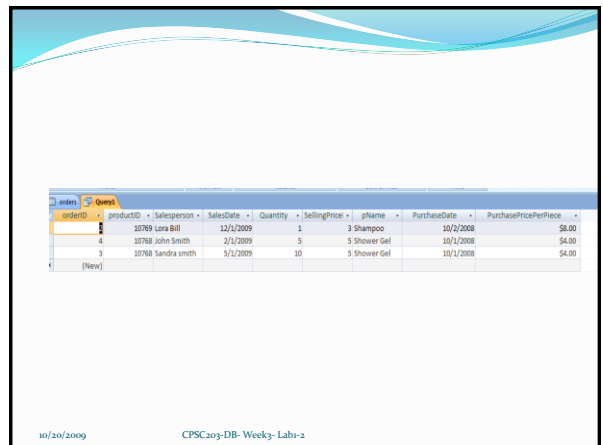 orders Query1
orderID productID Salesperson SalesDate Quantity SellingPrice pName PurchaseDate PurchasePricePerPiece
2 10769 Lora Bill 12/1/2009 1 3 Shampoo 10/2/2008 $8.00
4 10768 John Smith 2/1/2009 5 5 Shower Gel 10/1/2008 $4.00
3 10768 Sandra smith 5/1/2009 10 5 Shower Gel 10/1/2008 $4.00
(New)
10/20/2009 CPSC203-DB- Week3- Lab1-2